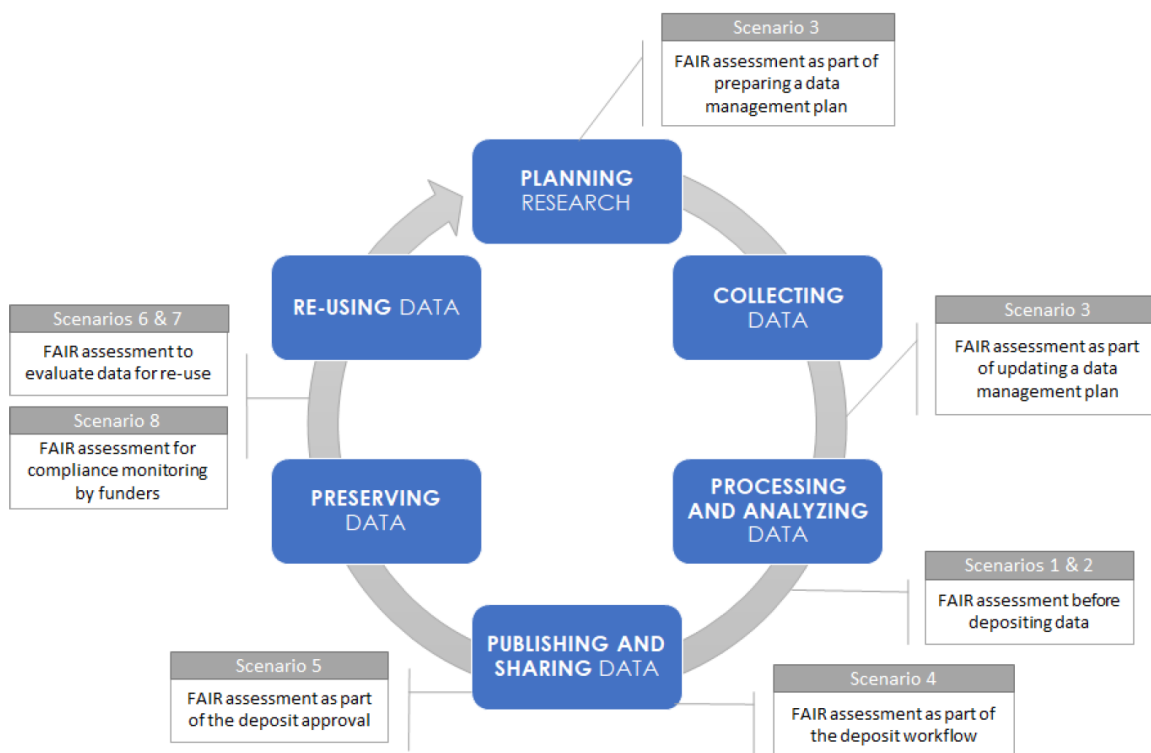 Scenario 3
FAIR assessment as part of
preparing a data
management plan
PLANNING
RESEARCH
COLLECTING
DATA
Scenario 3
FAIR assessment as part
of updating a data
management plan
PROCESSING
AND ANALYZING
DATA
Scenarios 1 & 2
FAIR assessment before
depositing data
Scenario 4
FAIR assessment as part of
the deposit workflow
PUBLISHING AND
SHARING DATA
Scenario 5
FAIR assessment as part
of the deposit approval
PRESERVING
DATA
Scenarios 6 & 7
FAIR assessment to
evaluate data for re-use
Scenario 8
FAIR assessment for
compliance monitoring
by funders
RE-USING DATA